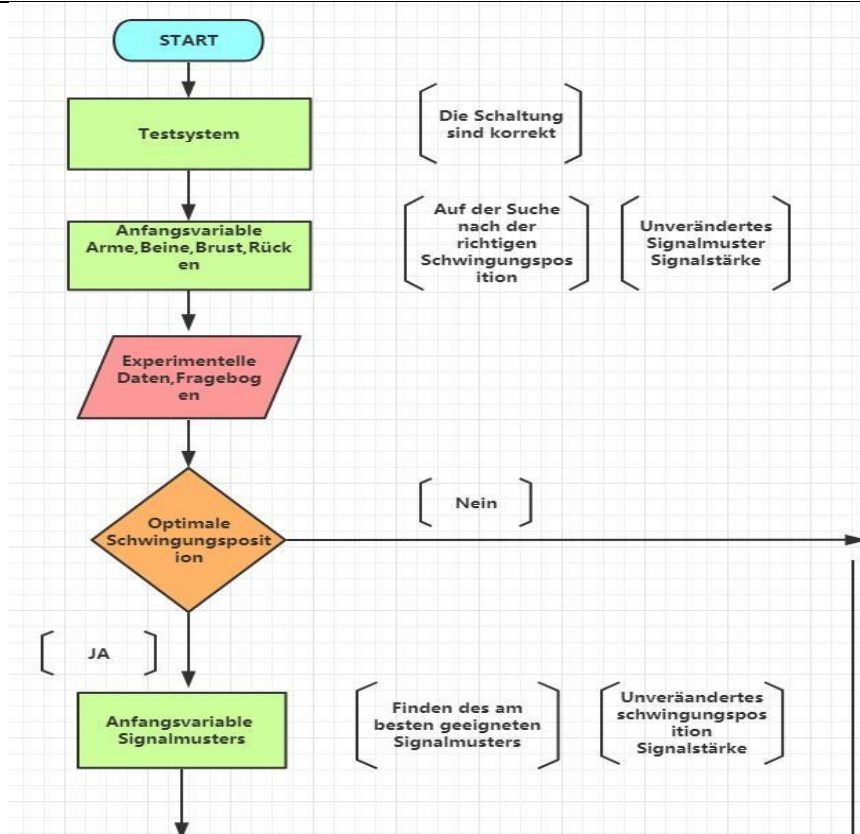 START
Testsystem
Die Schaltung
sind korrekt
Anfangsvariable
Arme,Beine,Brust,Rück
en
Auf der Suche
nach der
richtigen
Schwingungspos
ition
Unverändertes
Signalmuster
Signalstärke
Experimentelle
Daten,Fragebog
en
Optimale
Schwingungsposit
ion
Nein
JA
Anfangsvariable
Signalmusters
Finden des am
besten geeigneten
Signalmusters
Unveräandertes
schwingungspos
ition
Signalstärke